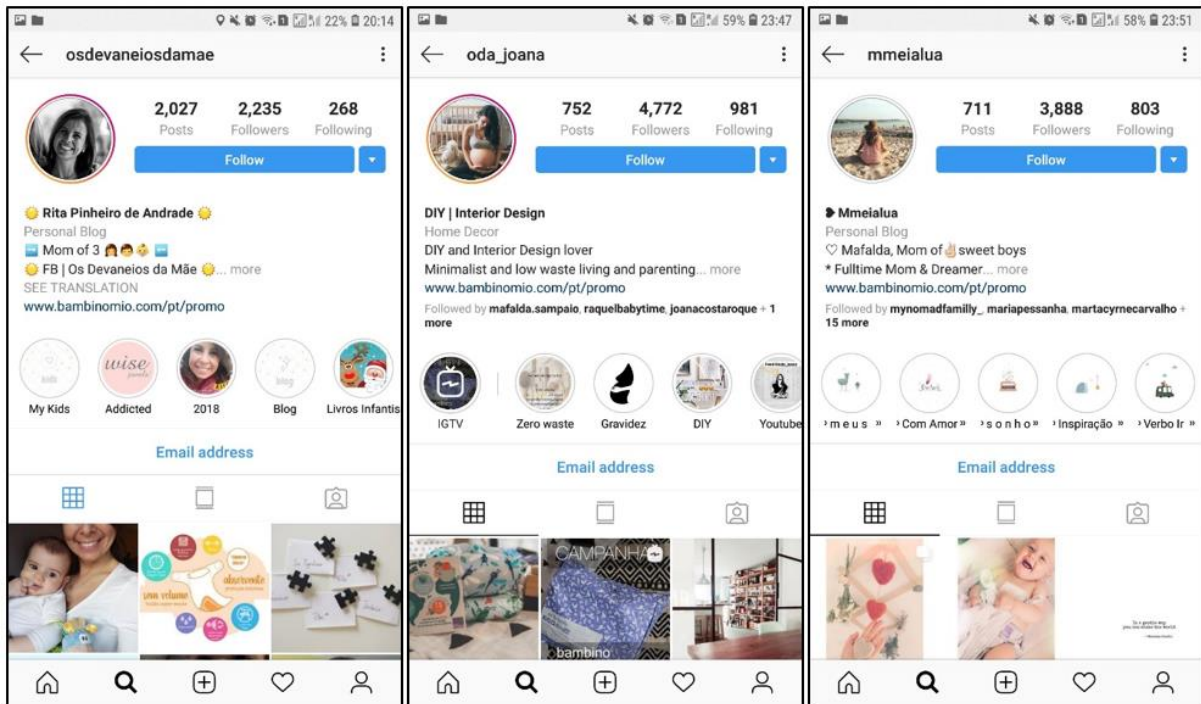 22% 20:14
osdevaneiosdamae
2,027 2,235 268
Posts Followers Following
Follow
Rita Pinheiro de Andrade
Personal Blog
Mom of 3
FB | Os Devaneios da Mãe ... more
SEE TRANSLATION
www.bambinomio.com/pt/promo
wise
kids
blog
My Kids Addicted 2018 Blog Livros Infantis
Email address
absorvente
sem volume
59% 23:47
oda_joana
752 4,772 981
Posts Followers Following
Follow
DIY | Interior Design
Home Decor
DIY and Interior Design lover
Minimalist and low waste living and parenting... more
www.bambinomio.com/pt/promo
Followed by mafalda.sampaio, raquelbabytime, joanacostaroque + 1
more
IGTV Zero waste Gravidez DIY Youtube
Email address
CAMPANHA
bambino
58% 23:51
mmeialua
711 3,888 803
Posts Followers Following
Follow
❥ Mmeialua
Personal Blog
♡ Mafalda, Mom of ✌🏻 sweet boys
* Fulltime Mom & Dreamer... more
www.bambinomio.com/pt/promo
Followed by mynomadfamilly_, mariapessanha, martacyrnecarvalho +
15 more
›m e u s » ›Com Amor» ›s o n h o» ›Inspiração » ›Verbo Ir »
Email address